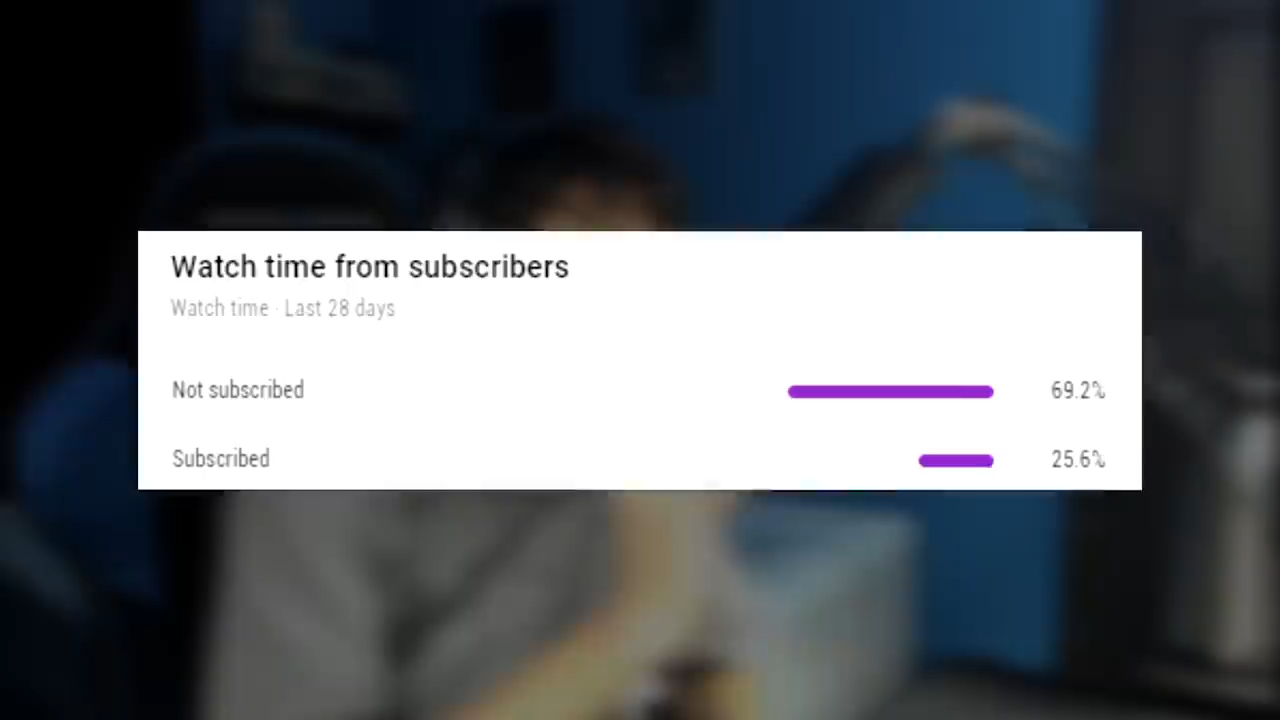 Watch time from subscribers
Watch time · Last 28 days
Not subscribed 69.2%
Subscribed 25.6%